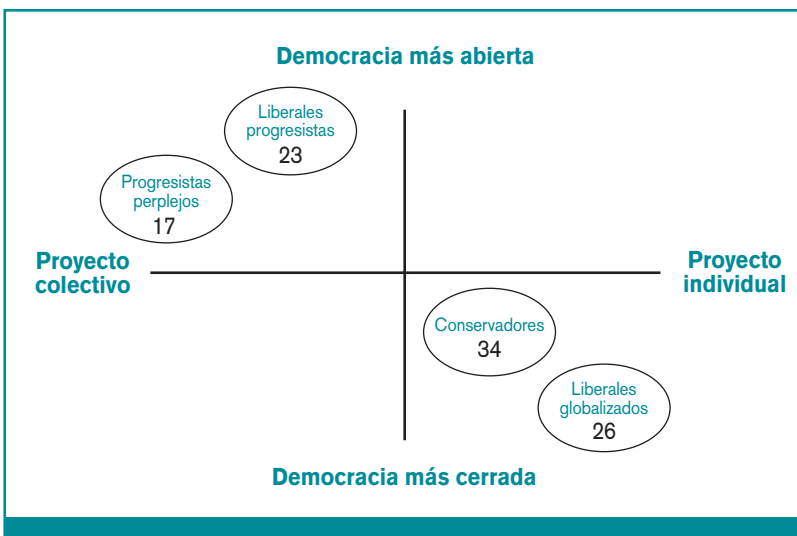 Democracia más abierta
Liberales
progresistas
23
Progresistas
perplejos
17
Proyecto
colectivo
Proyecto
individual
Conservadores
34
Liberales
globalizados
26
Democracia más cerrada